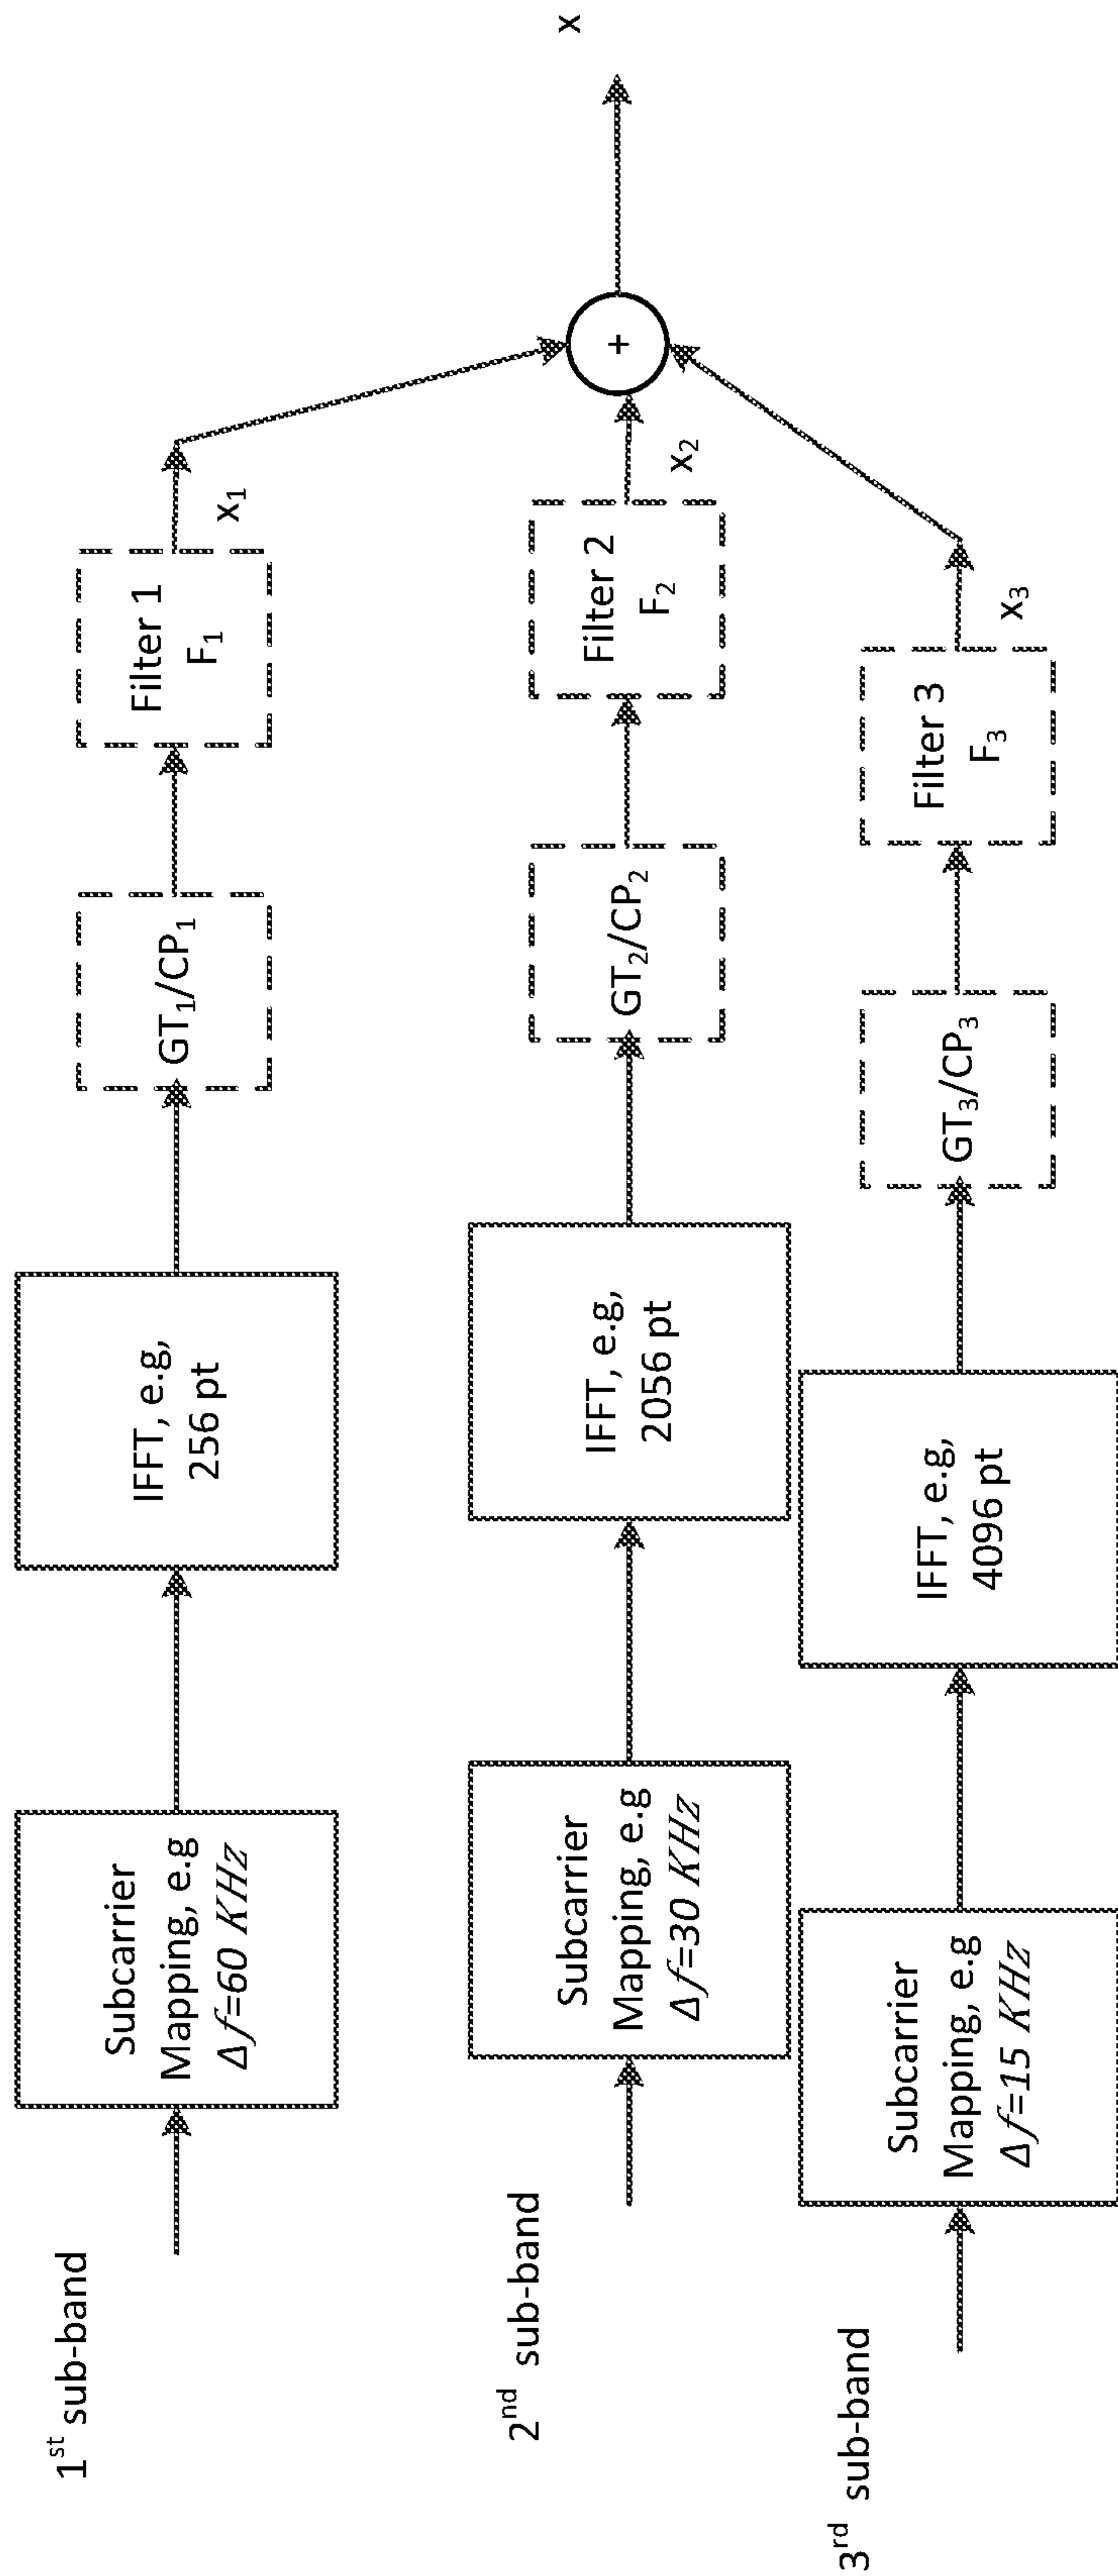 1st sub-band
Subcarrier
Mapping, e.g
Δf=60 KHz
IFFT, e.g,
256 pt
GT1/CP1
Filter 1
F1
x1
2nd sub-band
Subcarrier
Mapping, e.g
Δf=30 KHz
IFFT, e.g,
2056 pt
GT2/CP2
Filter 2
F2
x2
+
x
3rd sub-band
Subcarrier
Mapping, e.g
Δf=15 KHz
IFFT, e.g,
4096 pt
GT3/CP3
Filter 3
F3
x3